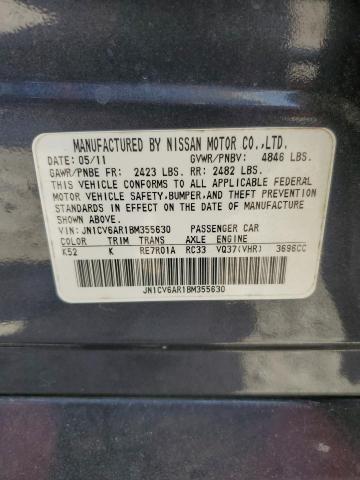 MANUFACTURED BY NISSAN MOTOR CO.,LTD.
DATE: 05/11 GVWR/PNBV: 4846 LBS.
GAWR/PNBE FR: 2423 LBS. RR: 2482 LBS.
THIS VEHICLE CONFORMS TO ALL APPLICABLE FEDERAL
MOTOR VEHICLE SAFETY,BUMPER,AND THEFT PREVENTION
STANDARDS IN EFFECT ON THE DATE OF MANUFACTURE
SHOWN ABOVE.
VIN: JN1CV6AR1BM355630 PASSENGER CAR
COLOR TRIM TRANS AXLE ENGINE
K52 K RE7R01A RC33 VQ37(VHR) 3696CC
JN1CV6AR1BM355630